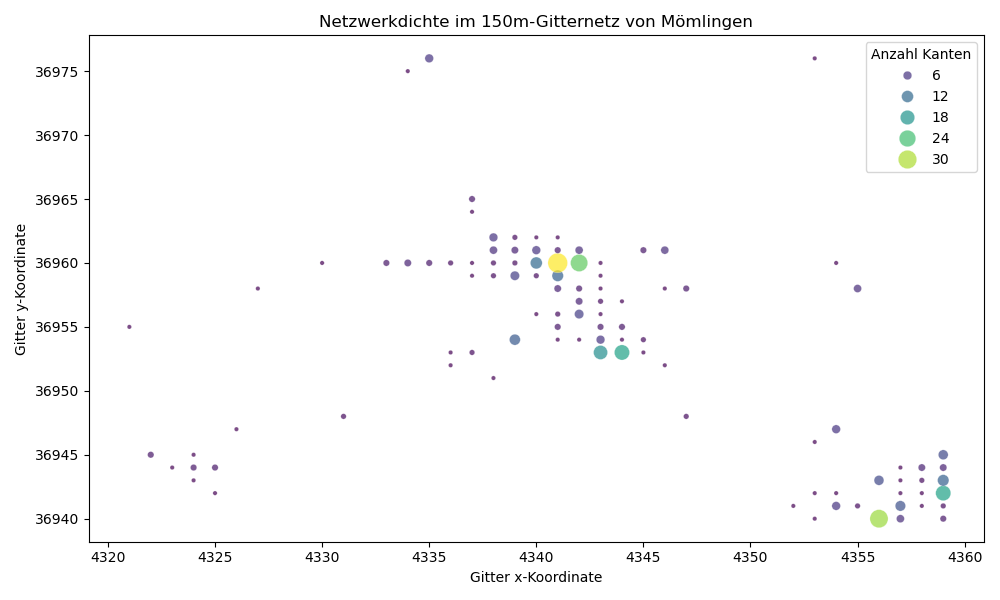 Netzwerkdichte im 150m-Gitternetz von Mömlingen
Anzahl Kanten
6
12
18
24
30
Gitter y-Koordinate
36975
36970
36965
36960
36955
36950
36945
36940
4320 4325 4330 4335 4340 4345 4350 4355 4360
Gitter x-Koordinate